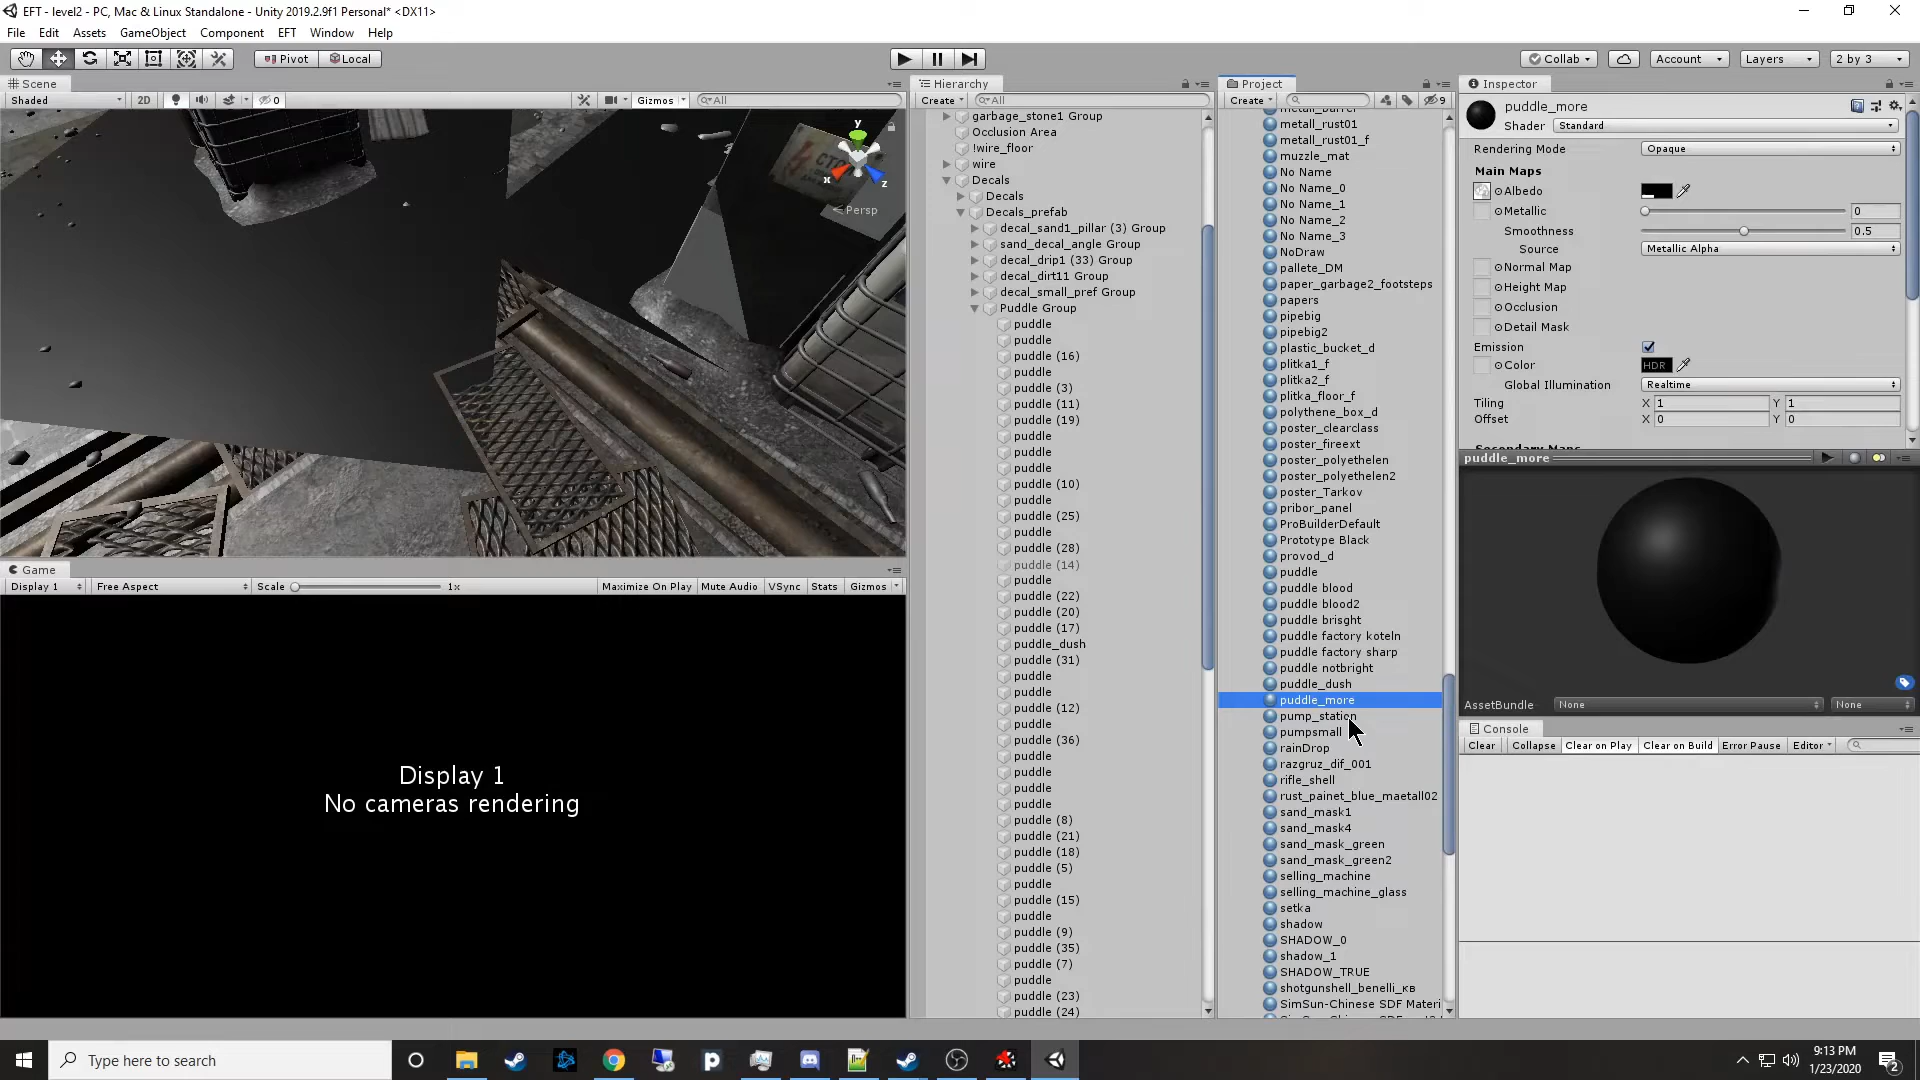 EFT - level2 - PC, Mac & Linux Standalone - Unity 2019.2.9f1 Personal* <DX11>
File Edit Assets GameObject Component EFT Window Help
Pivot Local Collab Account Layers 2 by 3
Scene
Shaded 2D 0 Gizmos All
y
x
z
Persp
Game
Display 1 Free Aspect Scale 1x Maximize On Play Mute Audio VSync Stats Gizmos
Display 1
No cameras rendering
Hierarchy
Create All
garbage_stone1 Group
Occlusion Area
!wire_floor
wire
Decals
Decals
Decals_prefab
decal_sand1_pillar (3) Group
sand_decal_angle Group
decal_drip1 (33) Group
decal_dirt11 Group
decal_small_pref Group
Puddle Group
puddle
puddle
puddle (16)
puddle
puddle (3)
puddle (11)
puddle (19)
puddle
puddle
puddle
puddle (10)
puddle
puddle (25)
puddle
puddle (28)
puddle (14)
puddle
puddle (22)
puddle (20)
puddle (17)
puddle_dush
puddle (31)
puddle
puddle
puddle (12)
puddle
puddle (36)
puddle
puddle
puddle
puddle
puddle (8)
puddle (21)
puddle (18)
puddle (5)
puddle
puddle (15)
puddle
puddle (9)
puddle (35)
puddle (7)
puddle
puddle (23)
puddle (24)
Project
Create 9
metall_barrel
metall_rust01
metall_rust01_f
muzzle_mat
No Name
No Name_0
No Name_1
No Name_2
No Name_3
NoDraw
pallete_DM
paper_garbage2_footsteps
papers
pipebig
pipebig2
plastic_bucket_d
plitka1_f
plitka2_f
plitka_floor_f
polythene_box_d
poster_clearclass
poster_fireext
poster_polyethelen
poster_polyethelen2
poster_Tarkov
pribor_panel
ProBuilderDefault
Prototype Black
provod_d
puddle
puddle blood
puddle blood2
puddle brisght
puddle factory koteln
puddle factory sharp
puddle notbright
puddle_dush
puddle_more
pump_station
pumpsmall
rainDrop
razgruz_dif_001
rifle_shell
rust_painet_blue_maetall02
sand_mask1
sand_mask4
sand_mask_green
sand_mask_green2
selling_machine
selling_machine_glass
setka
shadow
SHADOW_0
shadow_1
SHADOW_TRUE
shotgunshell_benelli_кв
SimSun-Chinese SDF Materi
Inspector
puddle_more
Shader Standard
Rendering Mode Opaque
Main Maps
Albedo
Metallic 0
Smoothness 0.5
Source Metallic Alpha
Normal Map
Height Map
Occlusion
Detail Mask
Emission
Color HDR
Global Illumination Realtime
Tiling X 1 Y 1
Offset X 0 Y 0
Secondary Maps
puddle_more
AssetBundle None None
Console
Clear Collapse Clear on Play Clear on Build Error Pause Editor
Type here to search
9:13 PM
1/23/2020
2